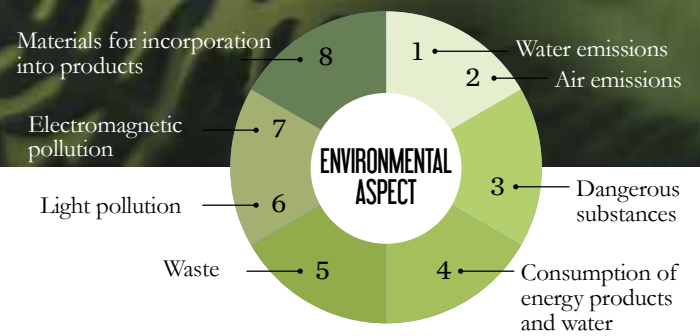 1
Water emissions
2
Air emissions
3
Dangerous
substances
4
Consumption of
energy products
and water
5
Waste
6
Light pollution
7
Electromagnetic
pollution
8
Materials for incorporation
into products
ENVIRONMENTAL
ASPECT